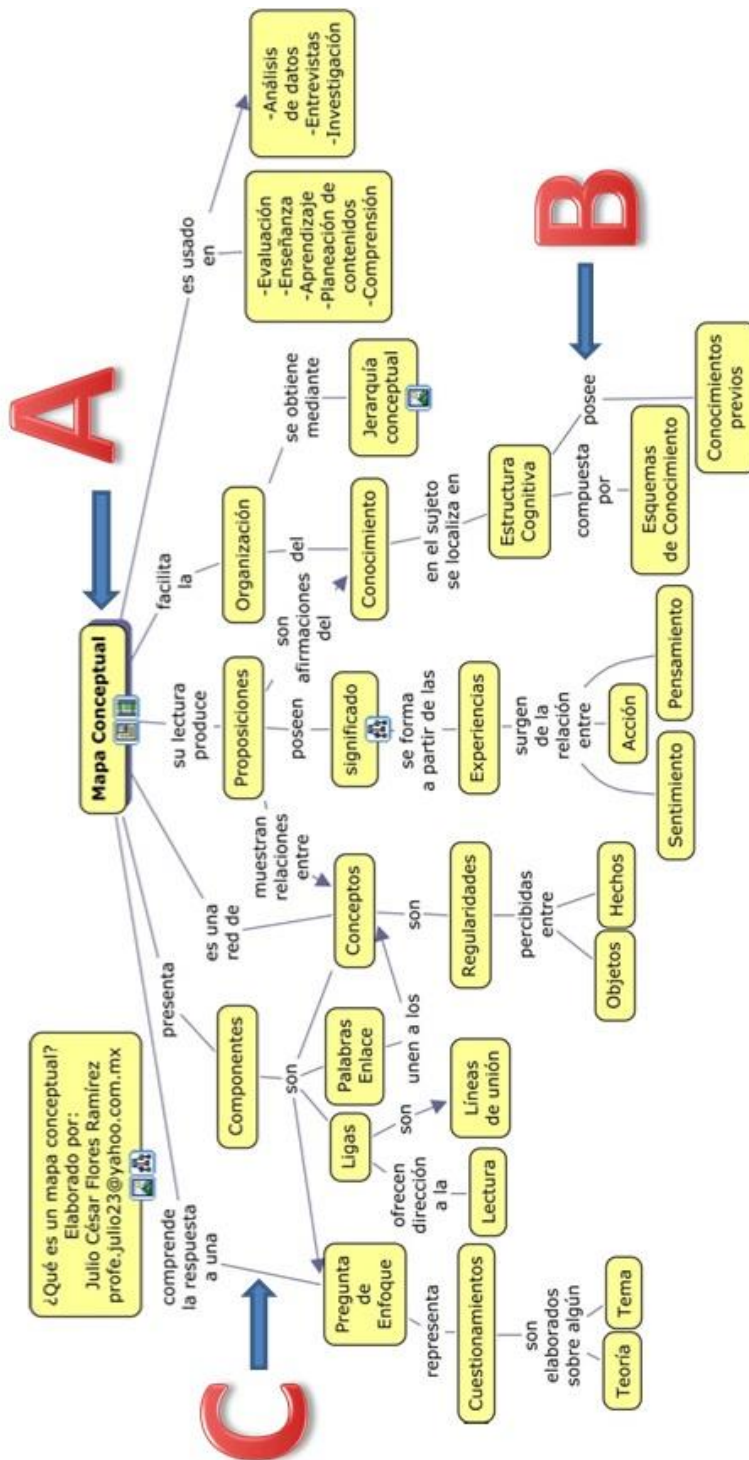 ¿Qué es un mapa conceptual?
Elaborado por:
Julio César Flores Ramírez
profe.julio23@yahoo.com.mx
A
Mapa Conceptual
C
comprende
la respuesta
a una
presenta
es una
red de
su lectura
produce
facilita
la
es usado
en
Componentes
Proposiciones
Organización
-Evaluación
-Enseñanza
-Aprendizaje
-Planeación de
contenidos
-Comprensión
-Análisis
de datos
-Entrevistas
-Investigación
son
muestran
relaciones
entre
poseen
son
afirmaciones
del
del
se obtiene
mediante
Pregunta
de
Enfoque
Ligas
Palabras
Enlace
Conceptos
significado
Conocimiento
Jerarquía
conceptual
representa
ofrecen
dirección
a la
son
unen a los
son
se forma
a partir de las
en el sujeto
se localiza en
Cuestionamientos
Lectura
Líneas
de unión
Regularidades
Experiencias
Estructura
Cognitiva
B
son
elaborados
sobre algún
percibidas
entre
surgen
de la
relación
entre
compuesta
por
posee
Teoría
Tema
Objetos
Hechos
Sentimiento
Acción
Pensamiento
Esquemas
de Conocimiento
Conocimientos
previos